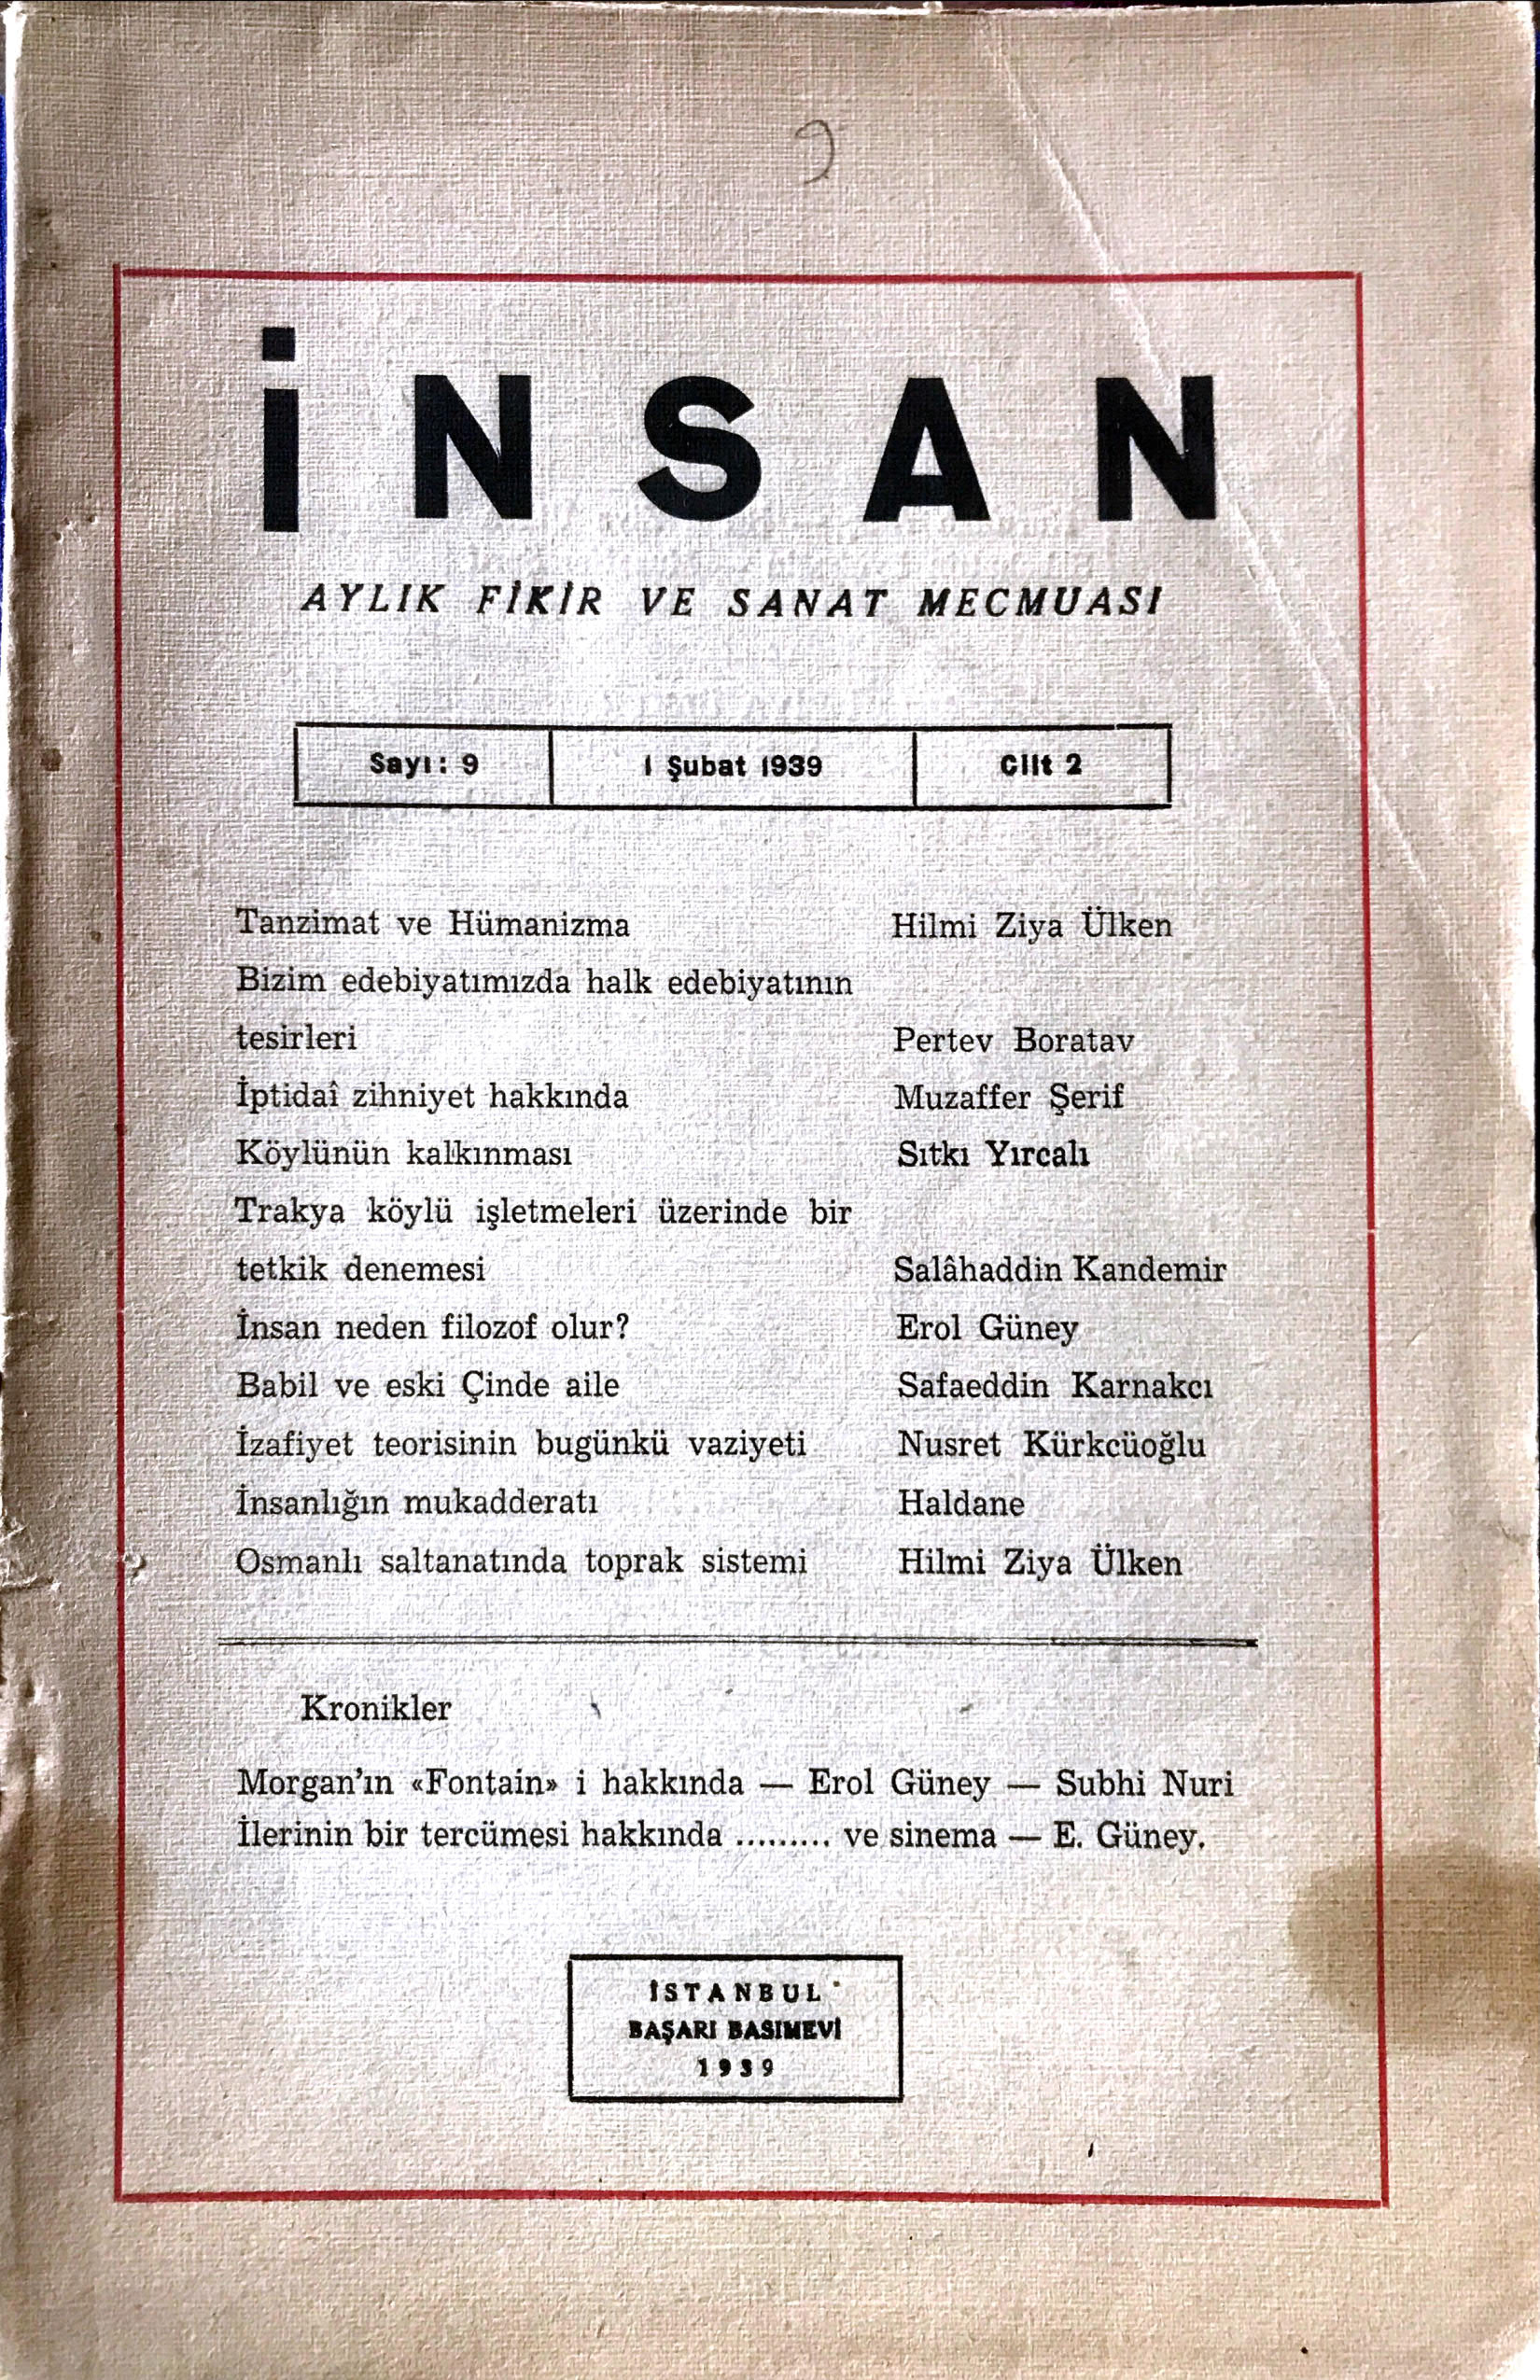 9
İNSAN
AYLIK FİKİR VE SANAT MECMUASI
Sayı: 9 1 Şubat 1939 Cilt 2
Tanzimat ve Hümanizma Hilmi Ziya Ülken
Bizim edebiyatımızda halk edebiyatının
tesirleri Pertev Boratav
İptidaî zihniyet hakkında Muzaffer Şerif
Köylünün kalkınması Sıtkı Yırcalı
Trakya köylü işletmeleri üzerinde bir
tetkik denemesi Salâhaddin Kandemir
İnsan neden filozof olur? Erol Güney
Babil ve eski Çinde aile Safaeddin Karnakcı
İzafiyet teorisinin bugünkü vaziyeti Nusret Kürkcüoğlu
İnsanlığın mukadderatı Haldane
Osmanlı saltanatında toprak sistemi Hilmi Ziya Ülken
Kronikler
Morgan'ın «Fontain» i hakkında — Erol Güney — Subhi Nuri
İlerinin bir tercümesi hakkında ......... ve sinema — E. Güney.
İSTANBUL
BAŞARI BASIMEVİ
1939